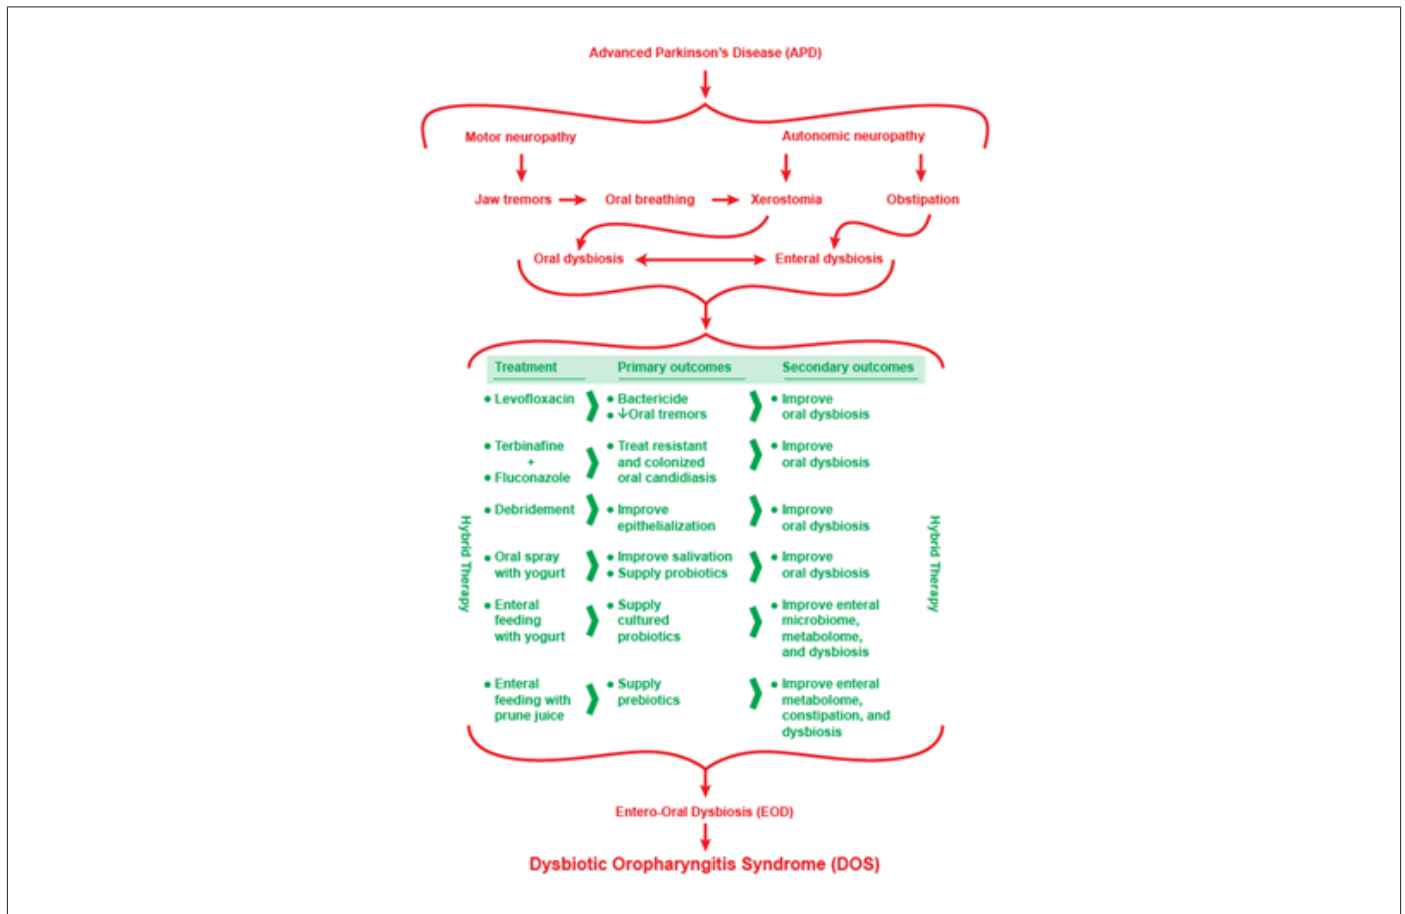 Advanced Parkinson's Disease (APD)
Motor neuropathy
Autonomic neuropathy
Jaw tremors
Oral breathing
Xerostomia
Obstipation
Oral dysbiosis
Enteral dysbiosis
Treatment
Primary outcomes
Secondary outcomes
• Levofloxacin
• Bactericide
• ↓Oral tremors
• Improve
oral dysbiosis
• Terbinafine
+
• Fluconazole
• Treat resistant
and colonized
oral candidiasis
• Improve
oral dysbiosis
• Debridement
• Improve
epithelialization
• Improve
oral dysbiosis
• Oral spray
with yogurt
• Improve salivation
• Supply probiotics
• Improve
oral dysbiosis
• Enteral
feeding
with yogurt
• Supply
cultured
probiotics
• Improve enteral
microbiome,
metabolome,
and dysbiosis
• Enteral
feeding with
prune juice
• Supply
prebiotics
• Improve enteral
metabolome,
constipation, and
dysbiosis
Hybrid Therapy
Hybrid Therapy
Entero-Oral Dysbiosis (EOD)
Dysbiotic Oropharyngitis Syndrome (DOS)